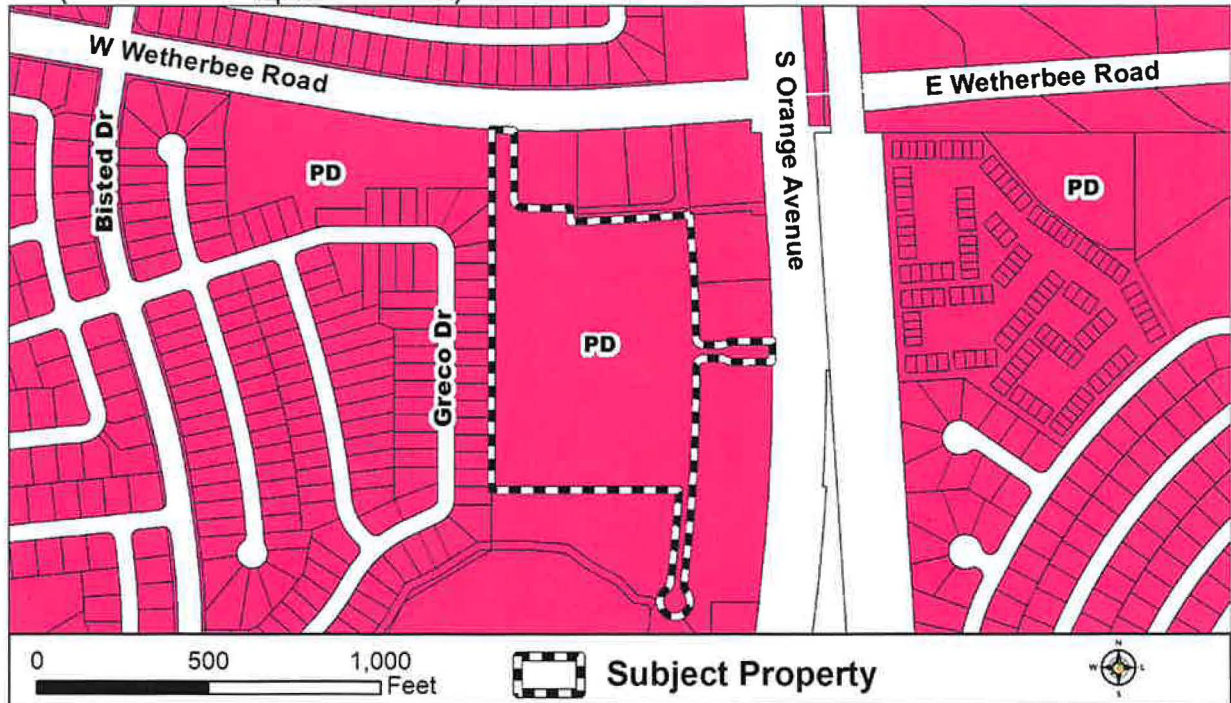 W Wetherbee Road
E Wetherbee Road
S Orange Avenue
Bisted Dr
PD
PD
PD
Greco Dr
0 500 1,000
Feet
Subject Property
N
W
S